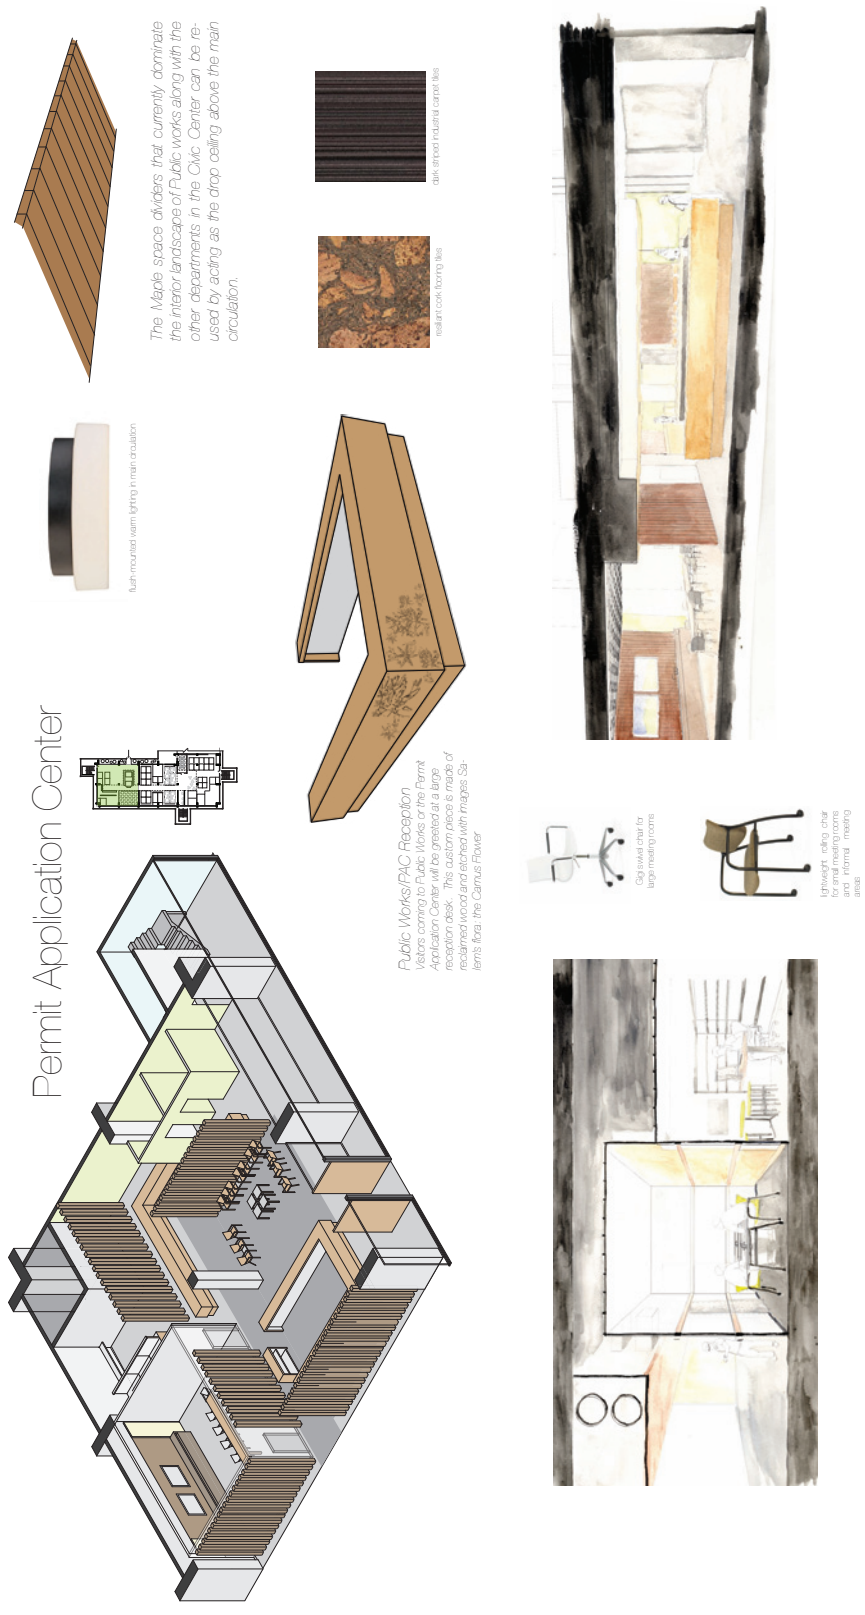 Permit Application Center
flush mounted warm lighting in main circulation
The Maple space dividers that currently dominate
the interior landscape of Public works along with the
other departments in the Civic Center can be re-
used by acting as the drop ceiling above the main
circulation.
dark striped industrial carpet tiles
resiliant cork flooring tiles
Public Works/PAC Reception
Visitors coming to Public Works or the Permit
Application Center will be greeted at a large
reception desk. This custom piece is made of
reclaimed wood and etched with images Sa-
lem's flora: the Camus Flower
Gigi swivel chair for
large meeting rooms
lightweight rolling chair
for small meeting rooms
and informal meeting
areas